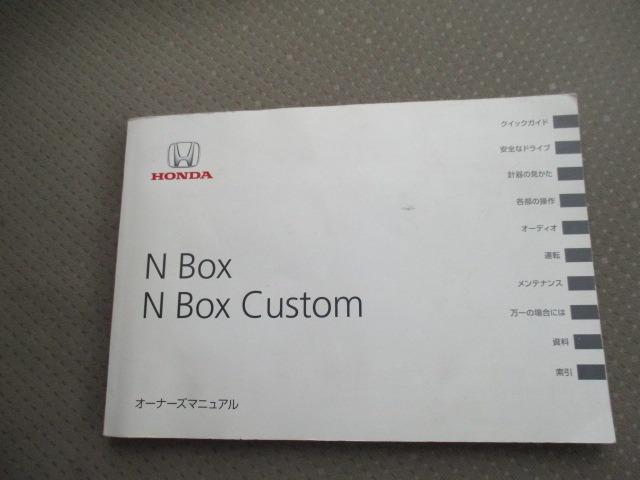 HONDA
N Box
N Box Custom
オーナーズマニュアル
クイックガイド
安全なドライブ
計器の見かた
各部の操作
オーディオ
運転
メンテナンス
万一の場合には
資料
索引